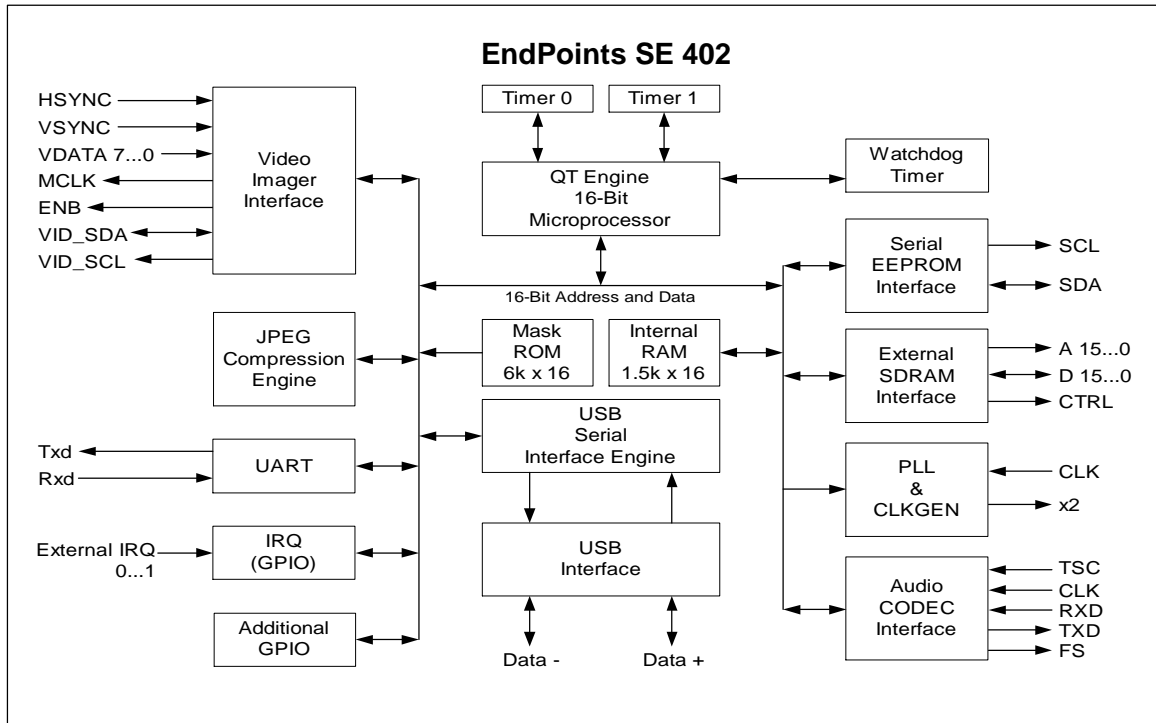 EndPoints SE 402
HSYNC
VSYNC
VDATA 7...0
MCLK
ENB
VID_SDA
VID_SCL
Video
Imager
Interface
Timer 0
Timer 1
QT Engine
16-Bit
Microprocessor
Watchdog
Timer
16-Bit Address and Data
Serial
EEPROM
Interface
SCL
SDA
JPEG
Compression
Engine
Mask
ROM
6k x 16
Internal
RAM
1.5k x 16
External
SDRAM
Interface
A 15...0
D 15...0
CTRL
Txd
Rxd
UART
USB
Serial
Interface Engine
PLL
&
CLKGEN
CLK
x2
External IRQ
0...1
IRQ
(GPIO)
USB
Interface
Audio
CODEC
Interface
TSC
CLK
RXD
TXD
FS
Additional
GPIO
Data -
Data +